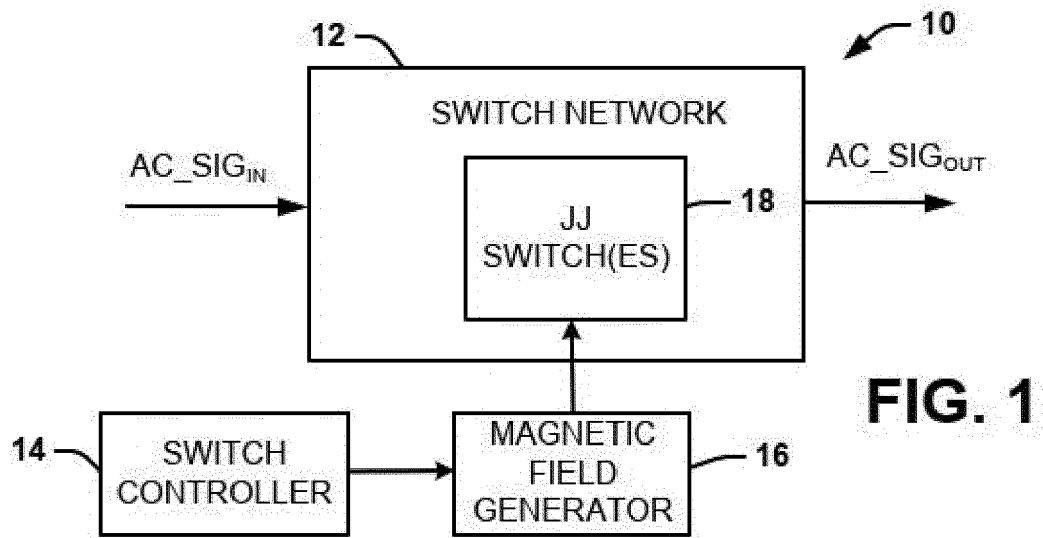 10
12
SWITCH NETWORK
AC_SIG_IN
AC_SIG_OUT
18
JJ
SWITCH(ES)
FIG. 1
14
SWITCH
CONTROLLER
MAGNETIC
FIELD
GENERATOR
16